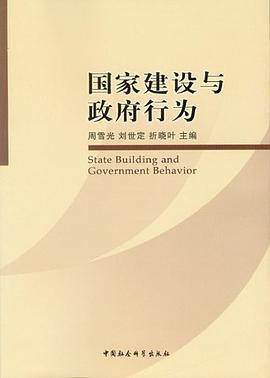 国家建设与
政府行为
周雪光 刘世定 折晓叶 主编
State Building and
Government Behavior
中国社会科学出版社